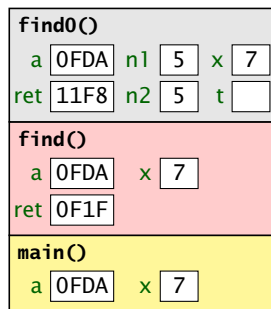 find0()
a 0FDA n1 5 x 7
ret 11F8 n2 5 t
find()
a 0FDA x 7
ret 0F1F
main()
a 0FDA x 7